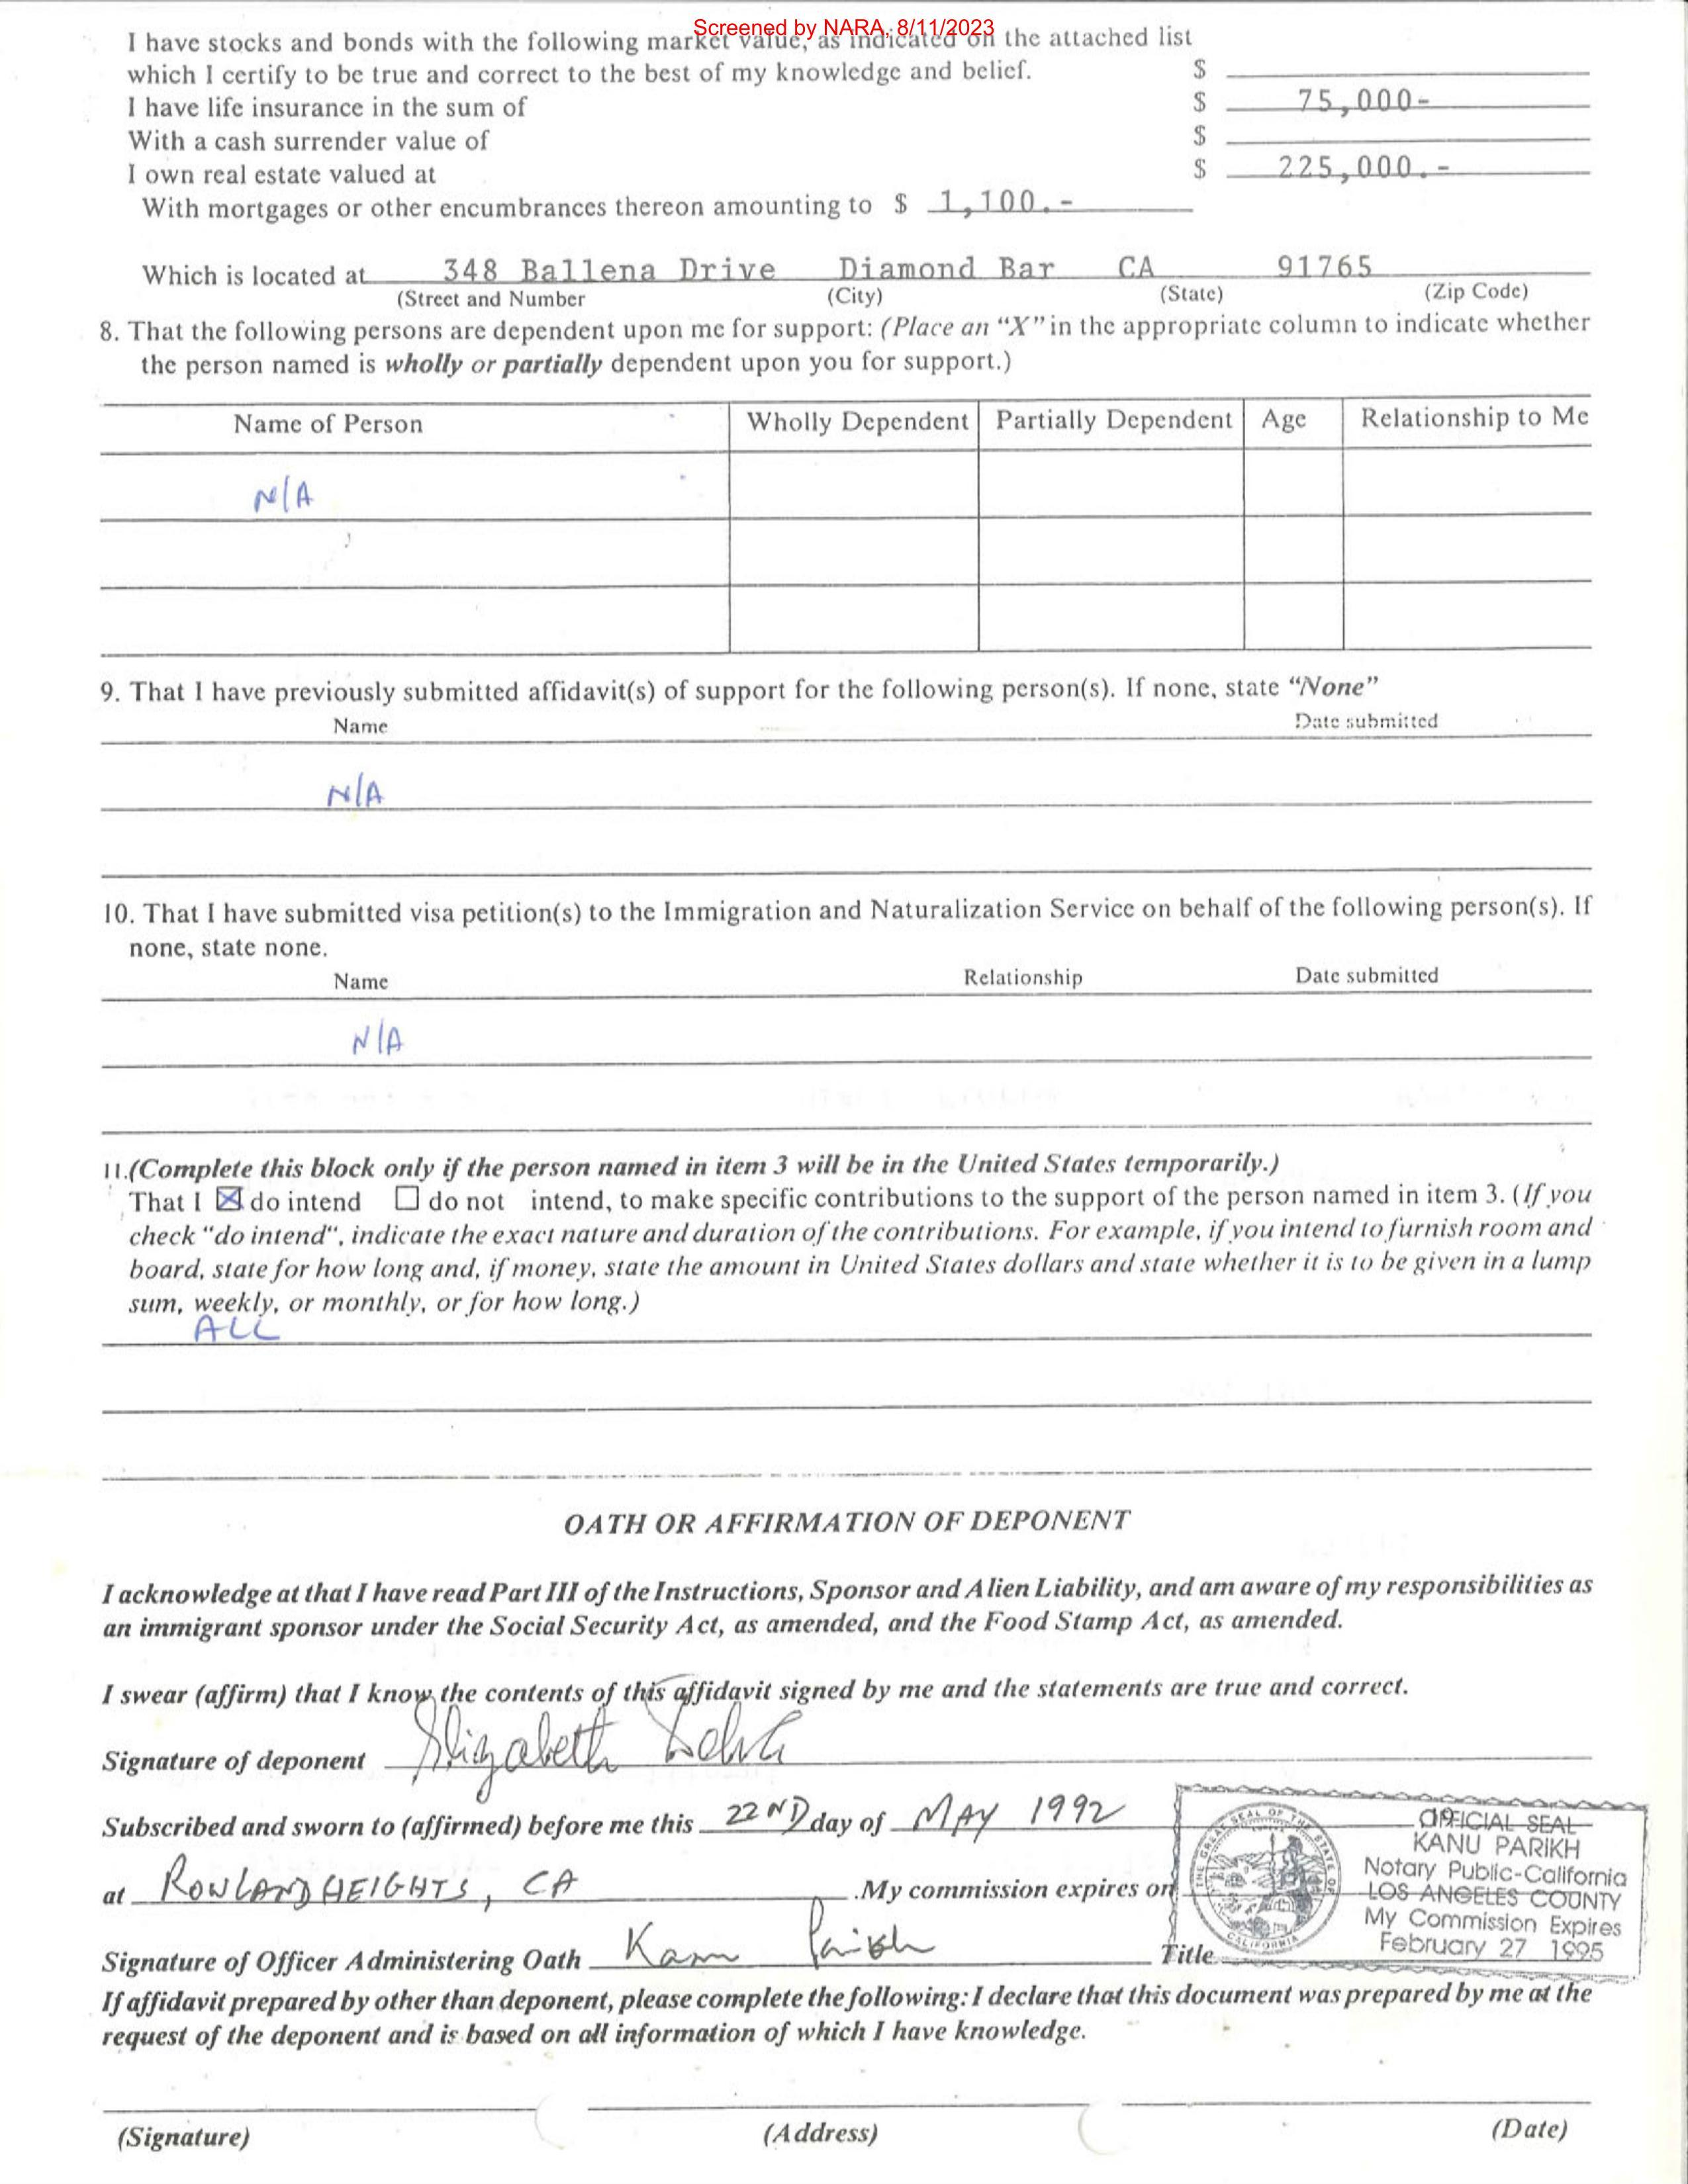 Screened by NARA, 8/11/2023
I have stocks and bonds with the following market value, as indicated on the attached list
which I certify to be true and correct to the best of my knowledge and belief. $
I have life insurance in the sum of $ 75,000-
With a cash surrender value of $
I own real estate valued at $ 225,000.-
With mortgages or other encumbrances thereon amounting to $ 1,100.-
Which is located at 348 Ballena Drive Diamond Bar CA 91765
(Street and Number (City) (State) (Zip Code)
8. That the following persons are dependent upon me for support: (Place an “X” in the appropriate column to indicate whether
the person named is wholly or partially dependent upon you for support.)
Name of Person Wholly Dependent Partially Dependent Age Relationship to Me
N/A
9. That I have previously submitted affidavit(s) of support for the following person(s). If none, state “None”
Name Date submitted
N/A
10. That I have submitted visa petition(s) to the Immigration and Naturalization Service on behalf of the following person(s). If
none, state none.
Name Relationship Date submitted
N/A
11.(Complete this block only if the person named in item 3 will be in the United States temporarily.)
That I ☒ do intend ☐ do not intend, to make specific contributions to the support of the person named in item 3. (If you
check "do intend", indicate the exact nature and duration of the contributions. For example, if you intend to furnish room and
board, state for how long and, if money, state the amount in United States dollars and state whether it is to be given in a lump
sum, weekly, or monthly, or for how long.)
ALL
OATH OR AFFIRMATION OF DEPONENT
I acknowledge at that I have read Part III of the Instructions, Sponsor and Alien Liability, and am aware of my responsibilities as
an immigrant sponsor under the Social Security Act, as amended, and the Food Stamp Act, as amended.
I swear (affirm) that I know the contents of this affidavit signed by me and the statements are true and correct.
Signature of deponent Elizabeth
Subscribed and sworn to (affirmed) before me this 22ND day of MAY 1992
at ROWLAND HEIGHTS, CA .My commission expires on
OFFICIAL SEAL
KANU PARIKH
Notary Public-California
LOS ANGELES COUNTY
My Commission Expires
February 27 1995
THE GREAT SEAL OF THE STATE OF CALIFORNIA
Signature of Officer Administering Oath Kanu Parikh Title
If affidavit prepared by other than deponent, please complete the following: I declare that this document was prepared by me at the
request of the deponent and is based on all information of which I have knowledge.
(Signature) (Address) (Date)